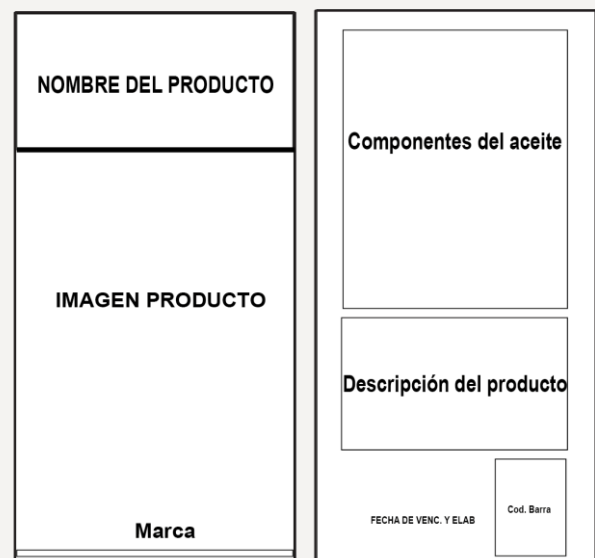 NOMBRE DEL PRODUCTO
IMAGEN PRODUCTO
Marca
Componentes del aceite
Descripción del producto
FECHA DE VENC. Y ELAB
Cod. Barra